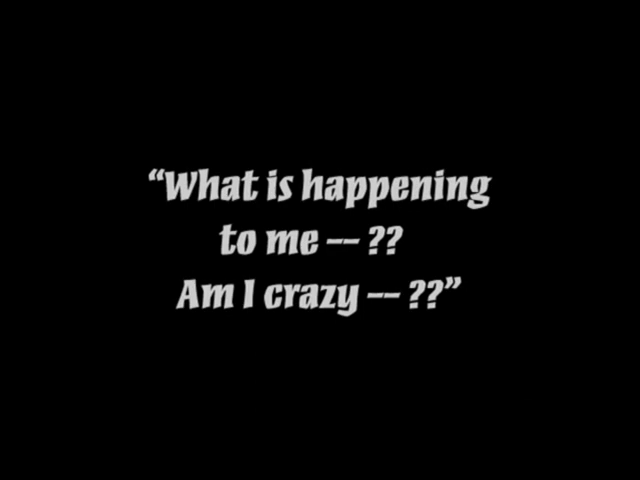 “What is happening
to me -- ??
Am I crazy -- ??”